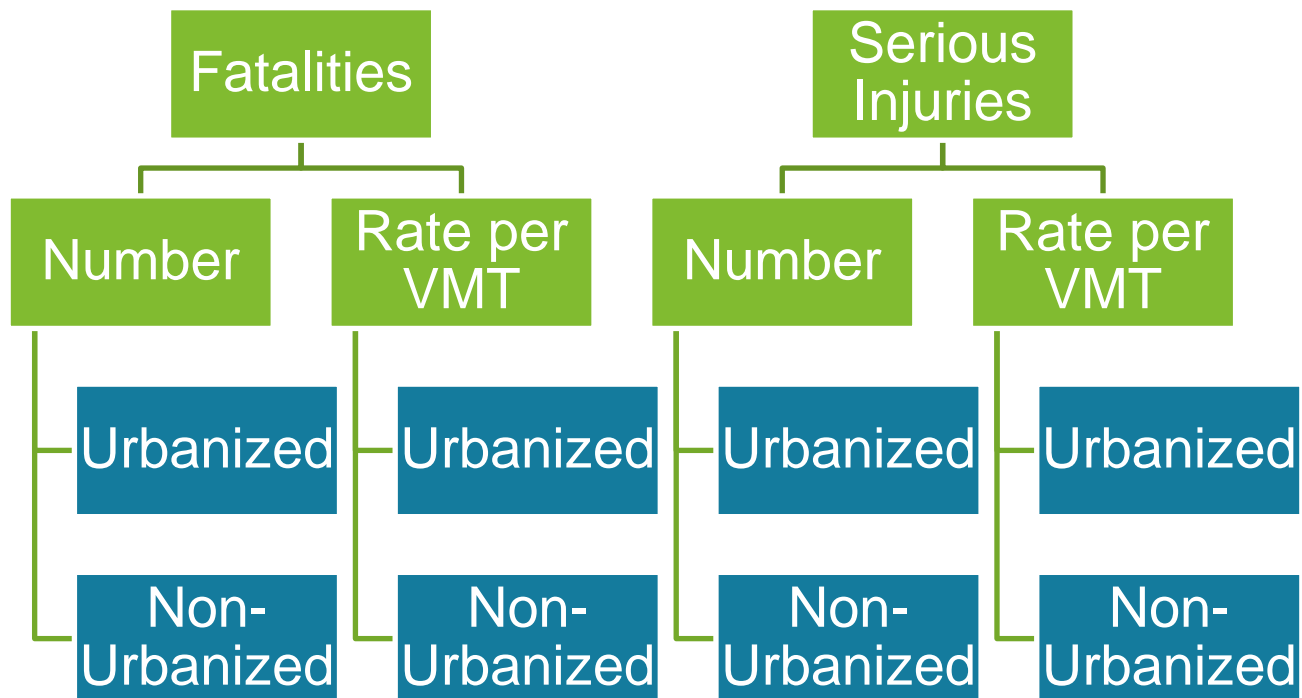 Fatalities
Serious
Injuries
Number
Rate per
VMT
Number
Rate per
VMT
Urbanized
Urbanized
Urbanized
Urbanized
Non-
Urbanized
Non-
Urbanized
Non-
Urbanized
Non-
Urbanized